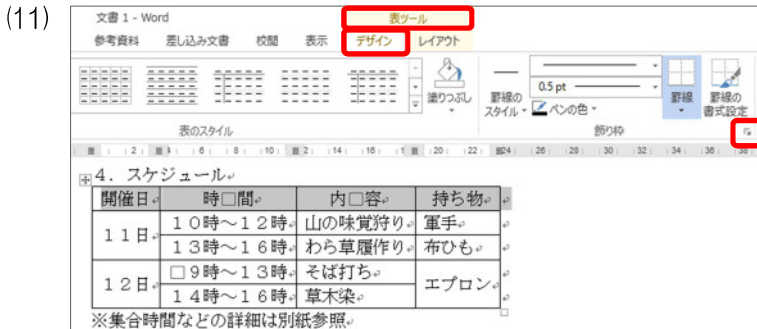 (11)
文書 1 - Word
表ツール
参考資料 差し込み文書 校閲 表示 デザイン レイアウト
塗りつぶし
罫線の
スタイル
0.5 pt
ペンの色
罫線
罫線の
書式設定
表のスタイル
飾り枠
4. スケジュール
開催日 時□間 内□容 持ち物
11日 10時～12時 山の味覚狩り 軍手
13時～16時 わら草履作り 布ひも
12日 □9時～13時 そば打ち エプロン
14時～16時 草木染
※集合時間などの詳細は別紙参照